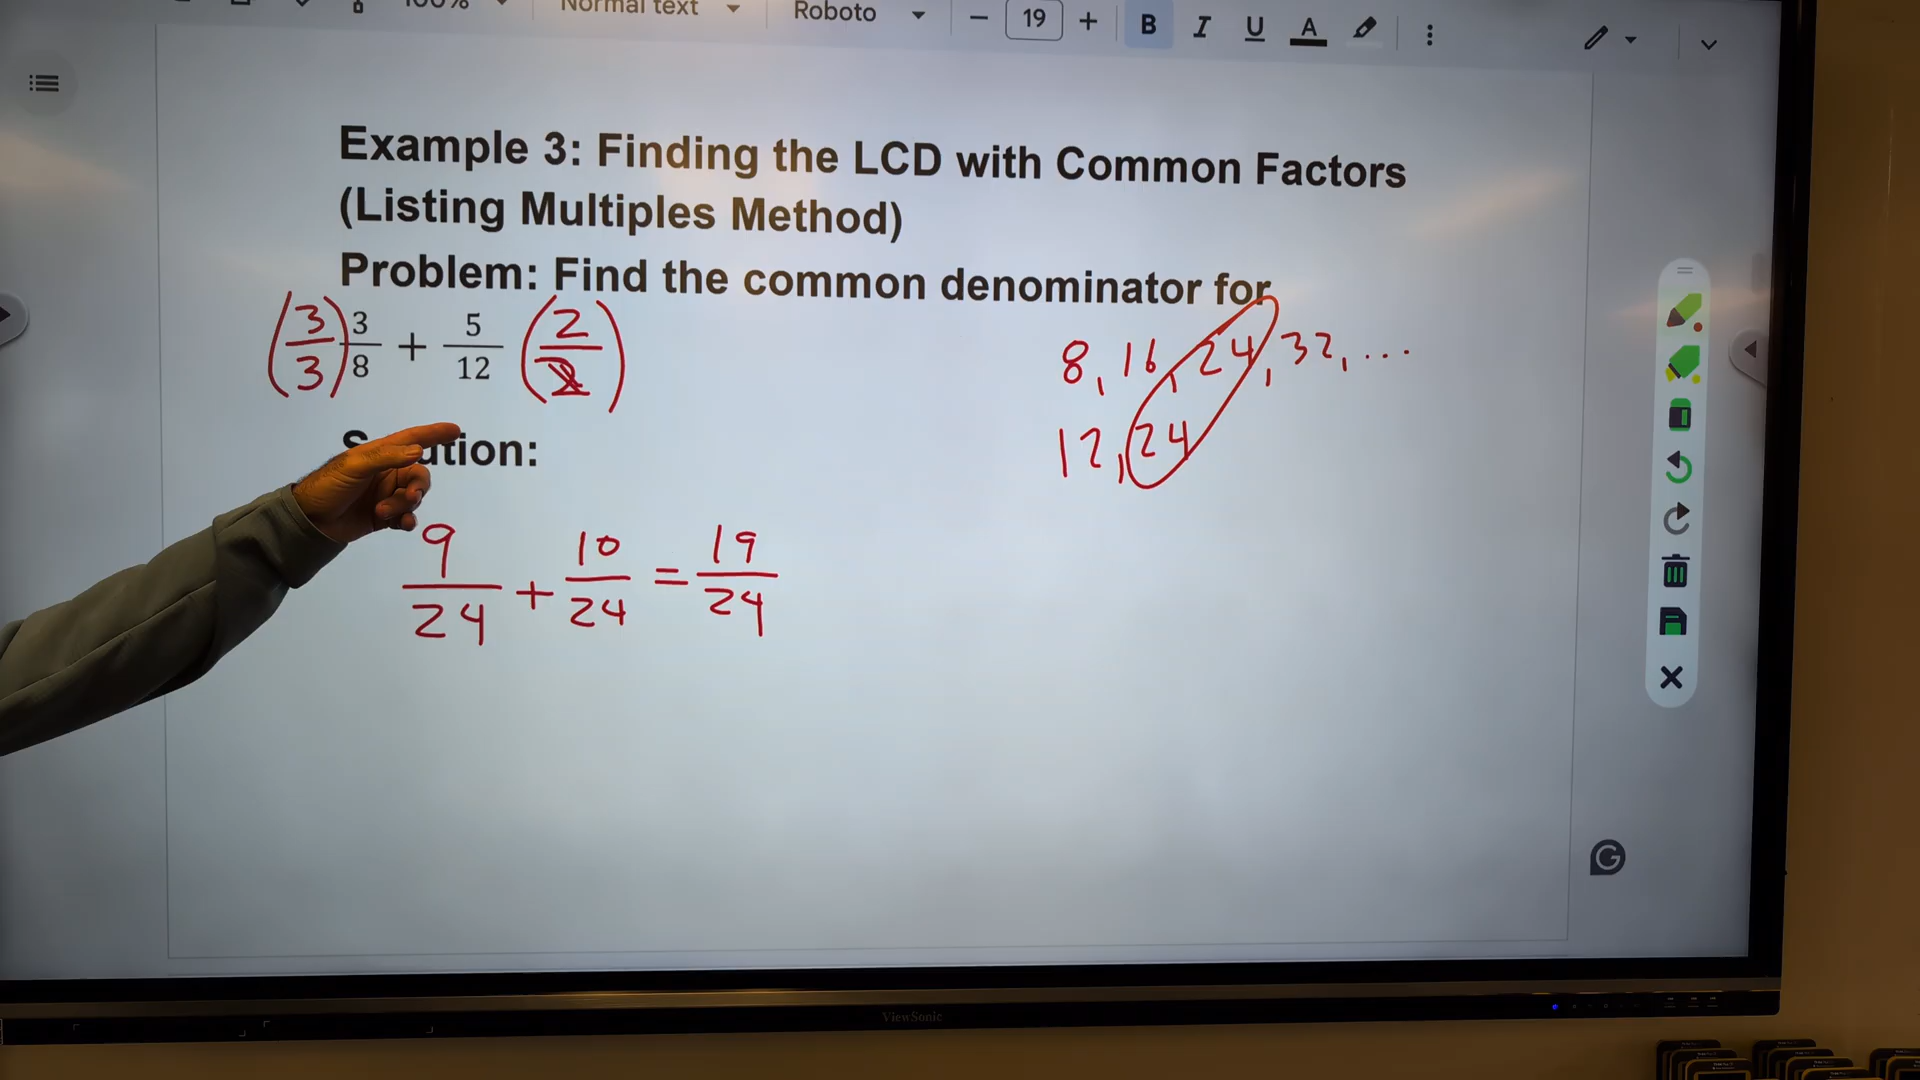 100% Normal text Roboto − 19 + B I U A
Example 3: Finding the LCD with Common Factors
(Listing Multiples Method)
Problem: Find the common denominator for
(3/3) 3/8 + 5/12 (2/2)
8, 16, 24, 32, ...
12, 24
Solution:
9/24 + 10/24 = 19/24
ViewSonic